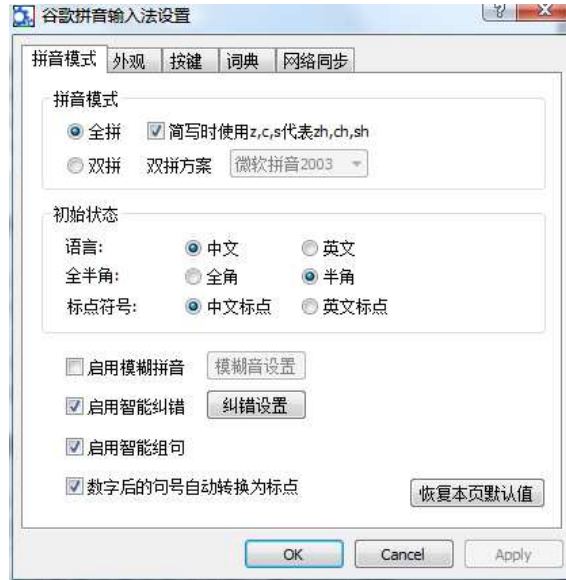 谷歌拼音输入法设置
拼音模式 外观 按键 词典 网络同步
拼音模式
全拼 简写时使用z,c,s代表zh,ch,sh
双拼 双拼方案 微软拼音2003
初始状态
语言: 中文 英文
全半角: 全角 半角
标点符号: 中文标点 英文标点
启用模糊拼音 模糊音设置
启用智能纠错 纠错设置
启用智能组句
数字后的句号自动转换为标点
恢复本页默认值
OK Cancel Apply